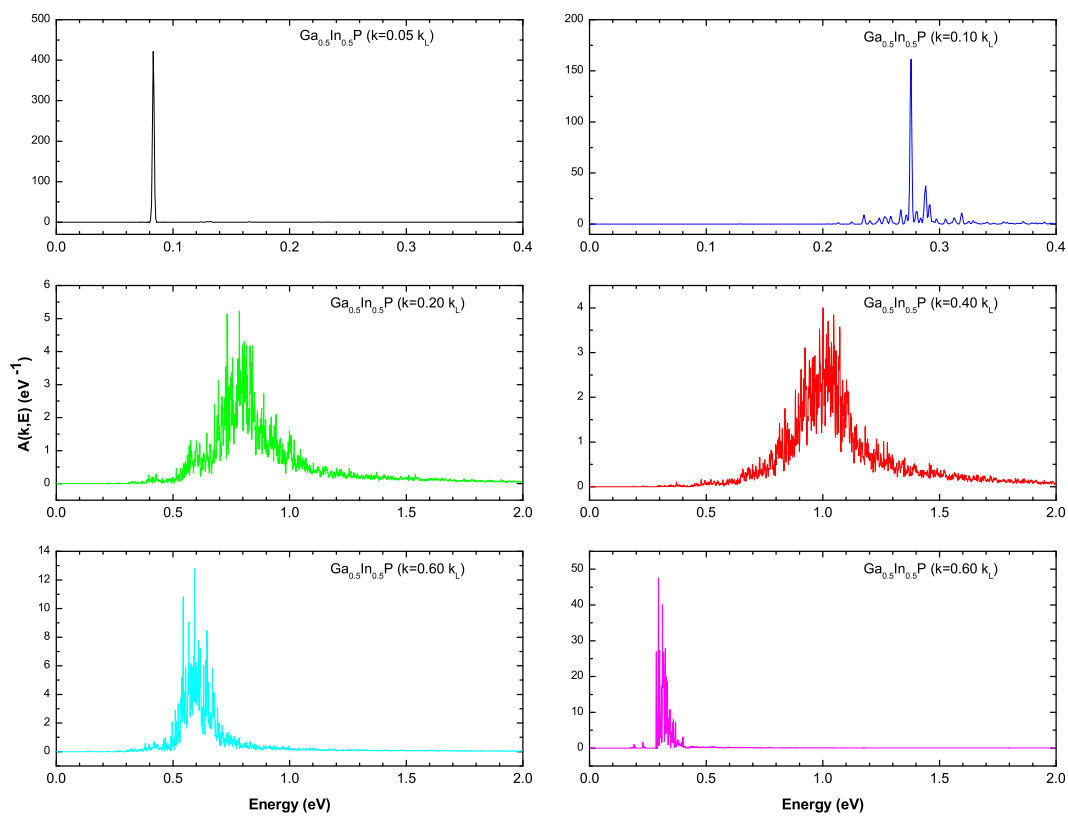 Ga0.5In0.5P (k=0.05 kL)
500
400
300
200
100
0
0.0 0.1 0.2 0.3 0.4
Ga0.5In0.5P (k=0.10 kL)
200
150
100
50
0
0.0 0.1 0.2 0.3 0.4
A(k,E) (eV -1)
Ga0.5In0.5P (k=0.20 kL)
6
5
4
3
2
1
0
0.0 0.5 1.0 1.5 2.0
Ga0.5In0.5P (k=0.40 kL)
4
3
2
1
0
0.0 0.5 1.0 1.5 2.0
Ga0.5In0.5P (k=0.60 kL)
14
12
10
8
6
4
2
0
0.0 0.5 1.0 1.5 2.0
Energy (eV)
Ga0.5In0.5P (k=0.60 kL)
50
40
30
20
10
0
0.0 0.5 1.0 1.5 2.0
Energy (eV)